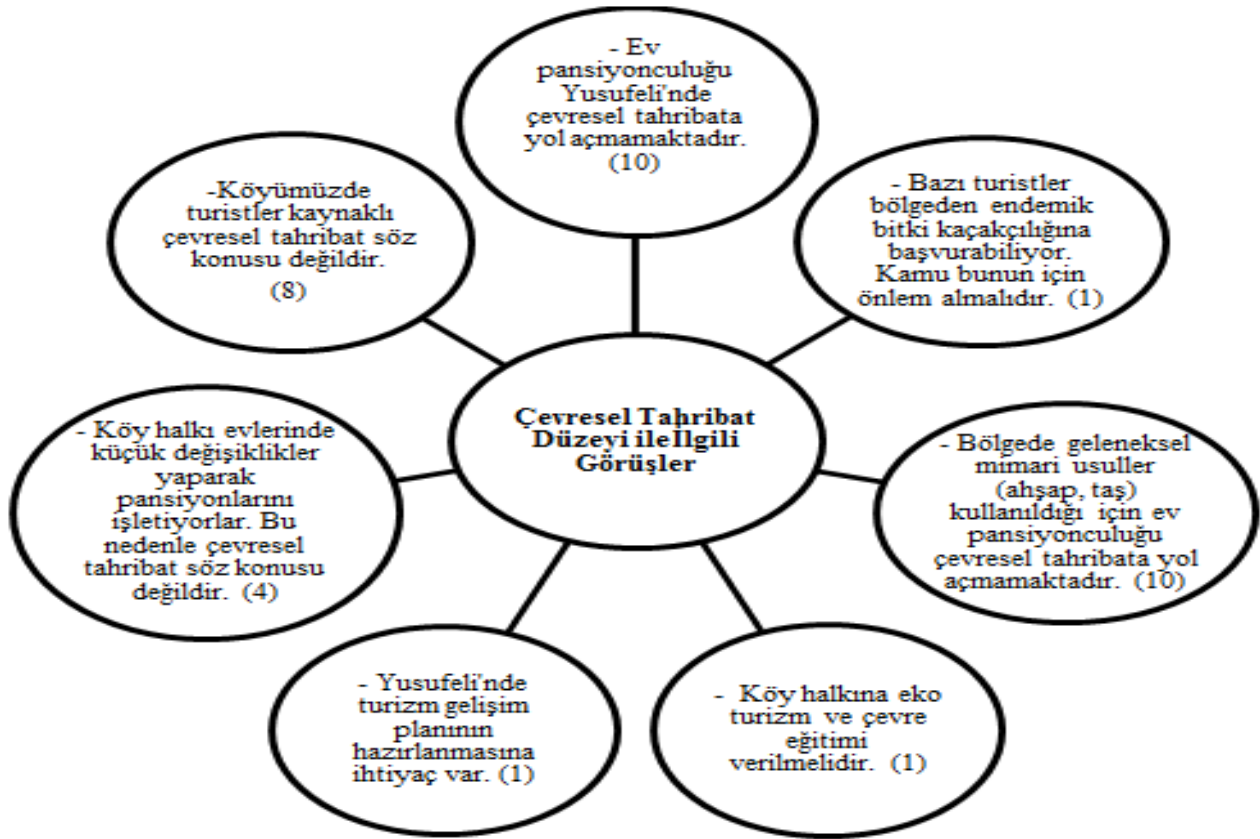 - Ev
pansiyonculuğu
Yusufeli'nde
çevresel tahribata
yol açmamaktadır.
(10)
- Bazı turistler
bölgeden endemik
bitki kaçakçılığına
başvurabiliyor.
Kamu bunun için
önlem almalıdır. (1)
- Bölgede geleneksel
mimari usuller
(ahşap, taş)
kullanıldığı için ev
pansiyonculuğu
çevresel tahribata yol
açmamaktadır. (10)
- Köy halkına eko
turizm ve çevre
eğitimi
verilmelidir. (1)
- Yusufeli'nde
turizm gelişim
planının
hazırlanmasına
ihtiyaç var. (1)
- Köy halkı evlerinde
küçük değişiklikler
yaparak
pansiyonlarını
işletiyorlar. Bu
nedenle çevresel
tahribat söz konusu
değildir. (4)
-Köyümüzde
turistler kaynaklı
çevresel tahribat söz
konusu değildir.
(8)
Çevresel Tahribat
Düzeyi ile İlgili
Görüşler